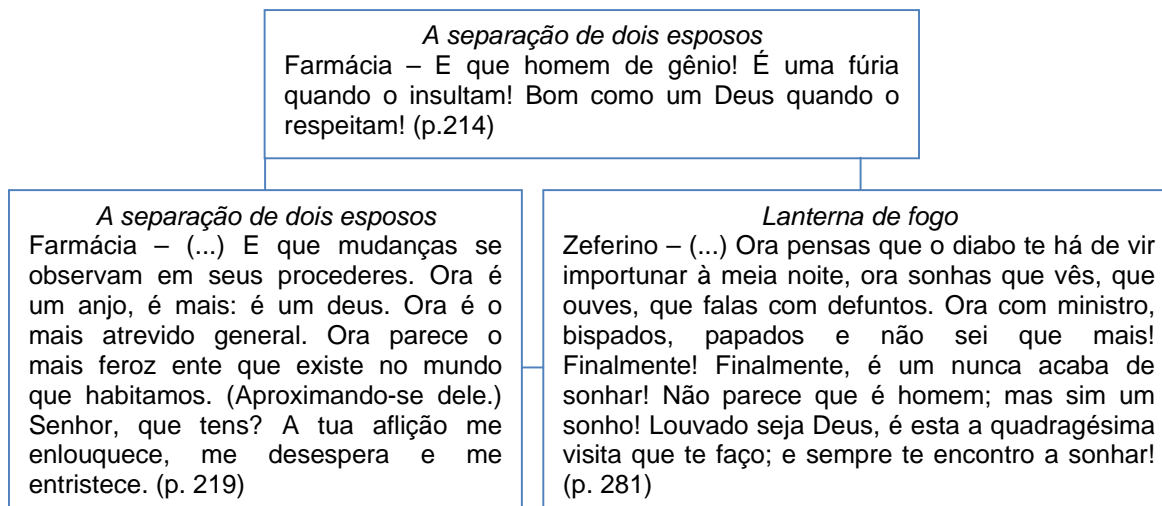 A separação de dois esposos
Farmácia – E que homem de gênio! É uma fúria
quando o insultam! Bom como um Deus quando o
respeitam! (p.214)
A separação de dois esposos
Farmácia – (...) E que mudanças se
observam em seus procederes. Ora é
um anjo, é mais: é um deus. Ora é o
mais atrevido general. Ora parece o
mais feroz ente que existe no mundo
que habitamos. (Aproximando-se dele.)
Senhor, que tens? A tua aflição me
enlouquece, me desespera e me
entristece. (p. 219)
Lanterna de fogo
Zeferino – (...) Ora pensas que o diabo te há de vir
importunar à meia noite, ora sonhas que vês, que
ouves, que falas com defuntos. Ora com ministro,
bispados, papados e não sei que mais!
Finalmente! Finalmente, é um nunca acaba de
sonhar! Não parece que é homem; mas sim um
sonho! Louvado seja Deus, é esta a quadragésima
visita que te faço; e sempre te encontro a sonhar!
(p. 281)